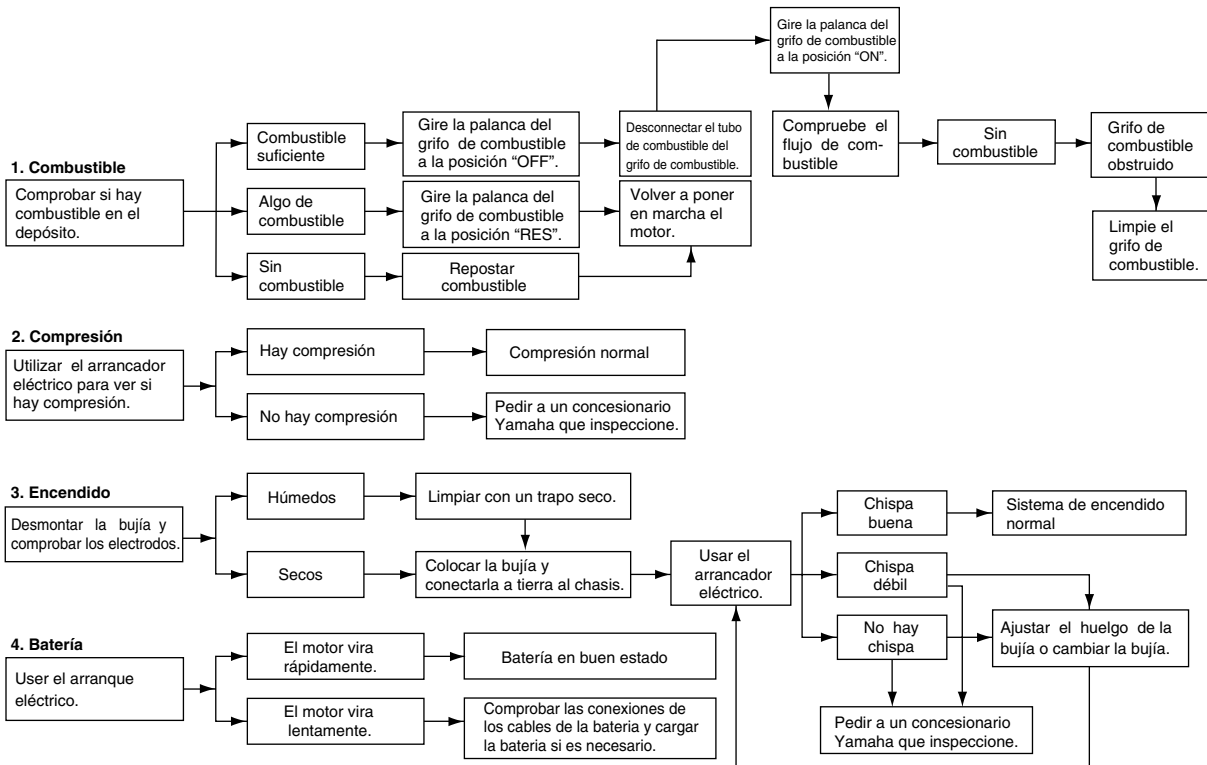 1. Combustible
Comprobar si hay
combustible en el
depósito.
Combustible
suficiente
Gire la palanca del
grifo de combustible
a la posición “OFF”.
Desconnectar el tubo
de combustible del
grifo de combustible.
Gire la palanca del
grifo de combustible
a la posición “ON”.
Compruebe el
flujo de com-
bustible
Sin
combustible
Grifo de
combustible
obstruido
Limpie el
grifo de
combustible.
Algo de
combustible
Gire la palanca del
grifo de combustible
a la posición “RES”.
Volver a poner
en marcha el
motor.
Sin
combustible
Repostar
combustible
2. Compresión
Utilizar el arrancador
eléctrico para ver si
hay compresión.
Hay compresión
Compresión normal
No hay compresión
Pedir a un concesionario
Yamaha que inspeccione.
3. Encendido
Desmontar la bujía y
comprobar los electrodos.
Húmedos
Limpiar con un trapo seco.
Secos
Colocar la bujía y
conectarla a tierra al chasis.
Usar el
arrancador
eléctrico.
Chispa
buena
Sistema de encendido
normal
Chispa
débil
No hay
chispa
Ajustar el huelgo de la
bujía o cambiar la bujía.
Pedir a un concesionario
Yamaha que inspeccione.
4. Batería
User el arranque
eléctrico.
El motor vira
rápidamente.
Batería en buen estado
El motor vira
lentamente.
Comprobar las conexiones de
los cables de la bateria y cargar
la bateria si es necesario.